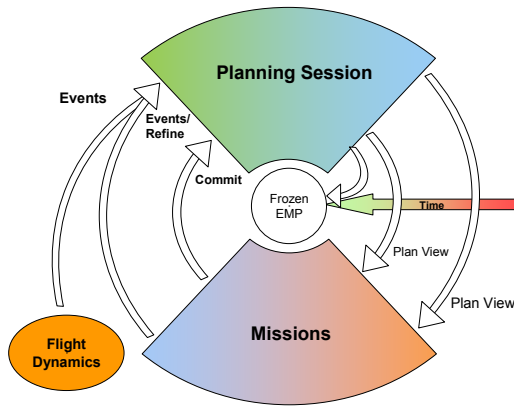 Planning Session
Events
Events/
Refine
Commit
Frozen
EMP
Time
Plan View
Plan View
Missions
Flight
Dynamics